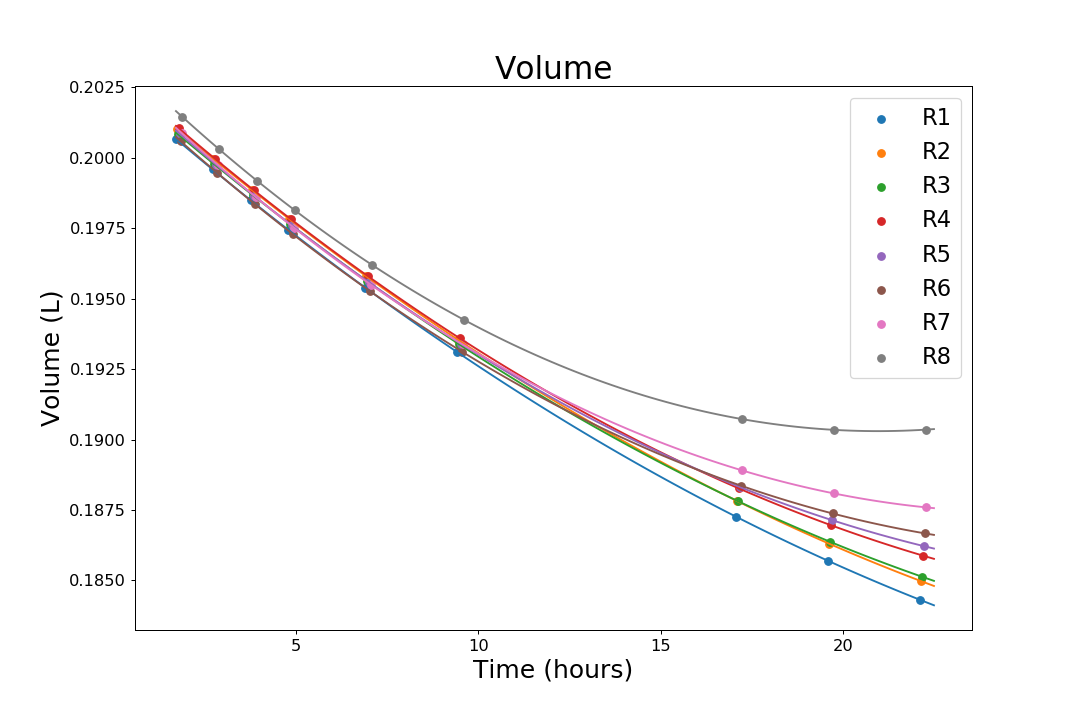 Volume
0.2025
0.2000
0.1975
0.1950
0.1925
0.1900
0.1875
0.1850
Volume (L)
R1
R2
R3
R4
R5
R6
R7
R8
5 10 15 20
Time (hours)